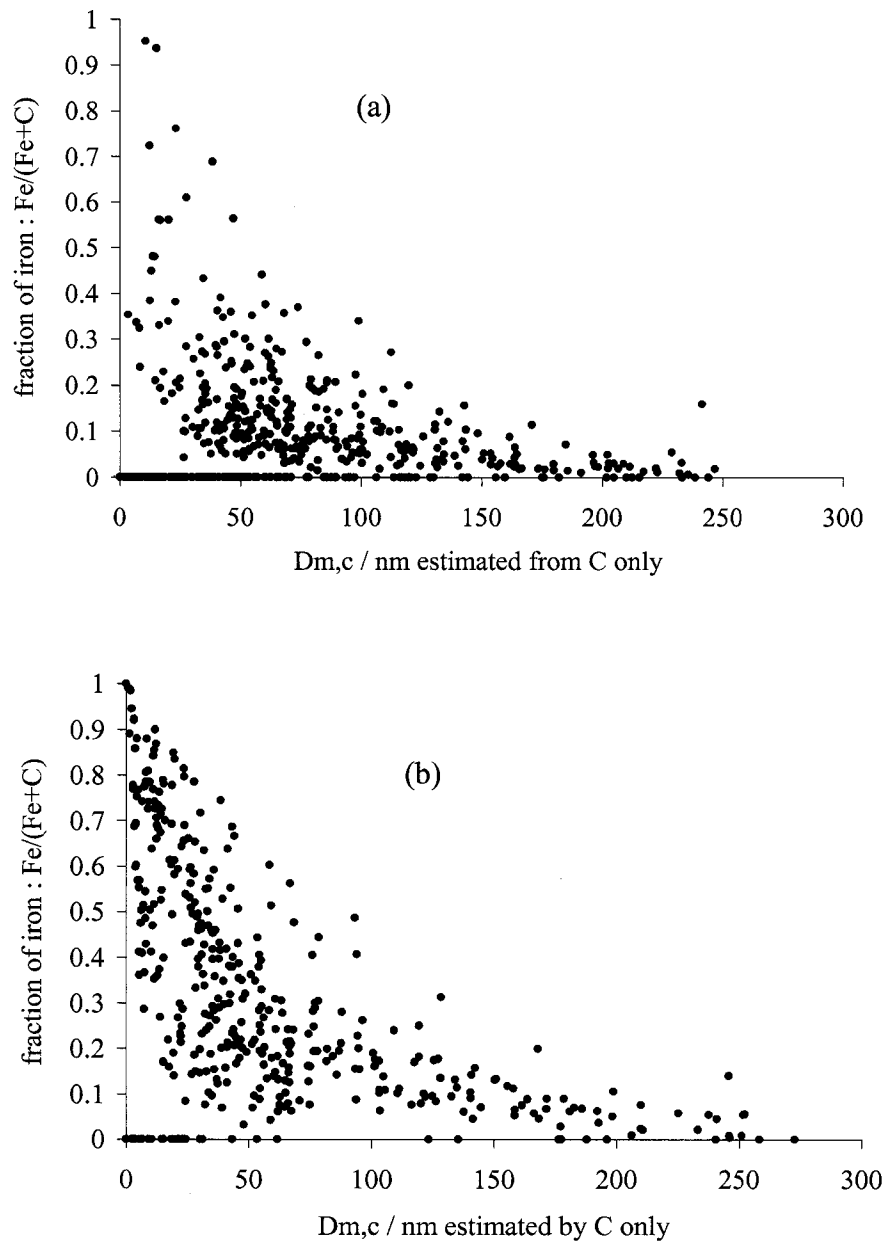 1
0.9
0.8
0.7
0.6
0.5
0.4
0.3
0.2
0.1
0
fraction of iron : Fe/(Fe+C)
(a)
0 50 100 150 200 250 300
Dm,c / nm estimated from C only
1
0.9
0.8
0.7
0.6
0.5
0.4
0.3
0.2
0.1
0
fraction of iron : Fe/(Fe+C)
(b)
0 50 100 150 200 250 300
Dm,c / nm estimated by C only